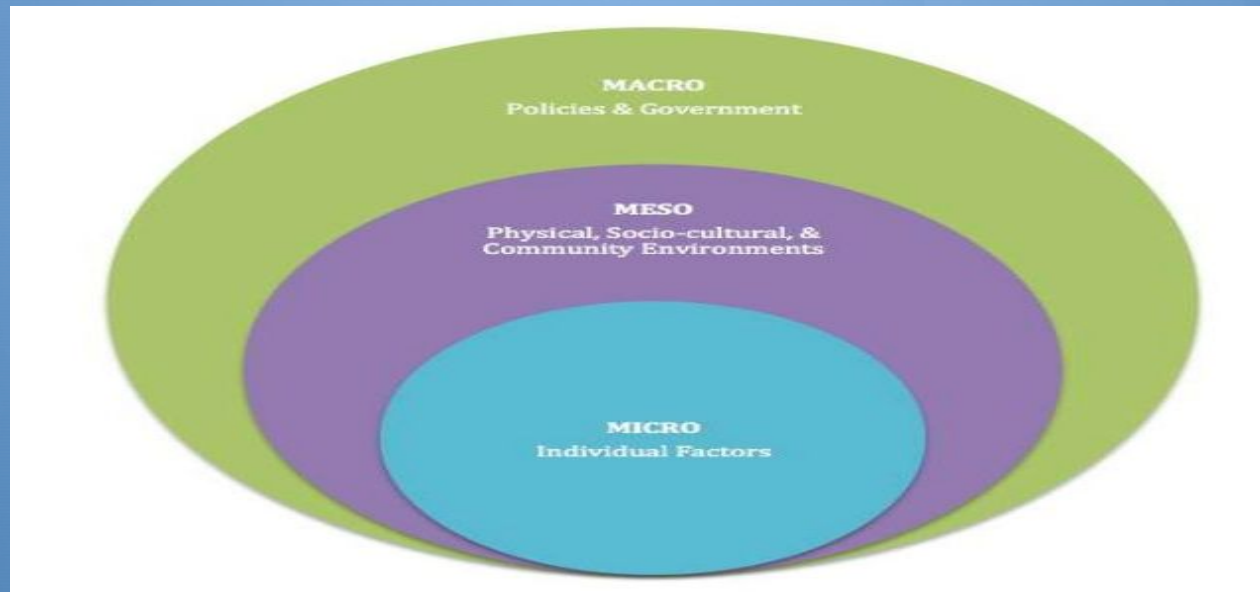 MACRO
Policies & Government
MESO
Physical, Socio-cultural, &
Community Environments
MICRO
Individual Factors